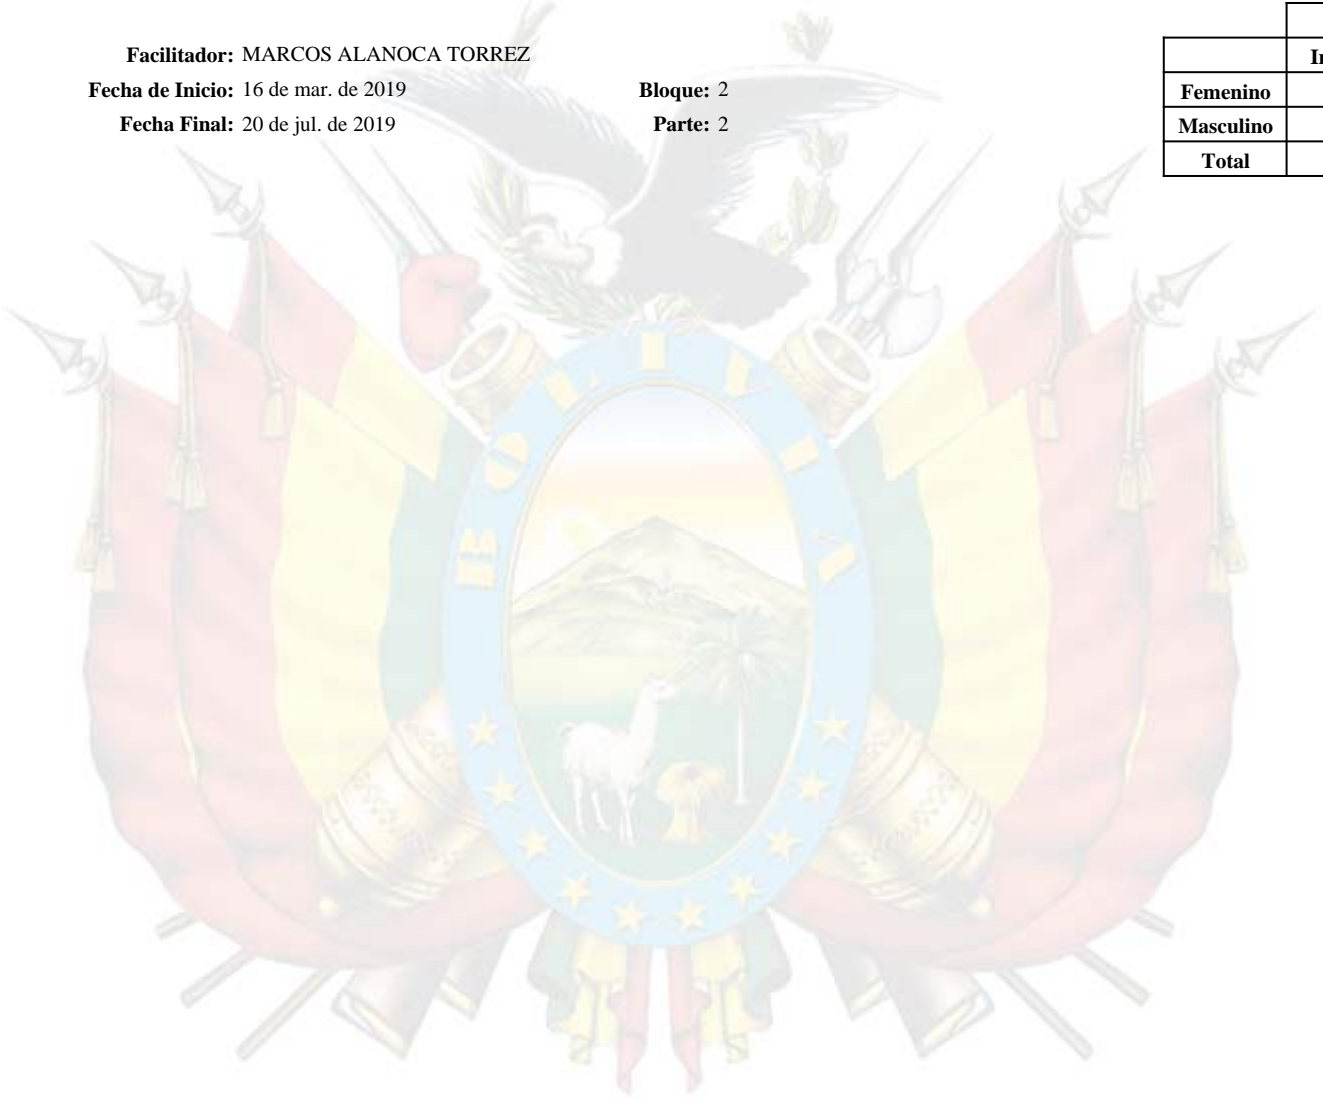 Facilitador: MARCOS ALANOCA TORREZ
Fecha de Inicio: 16 de mar. de 2019 Bloque: 2
Fecha Final: 20 de jul. de 2019 Parte: 2
Femenino
Masculino
Total
BOLIVIA